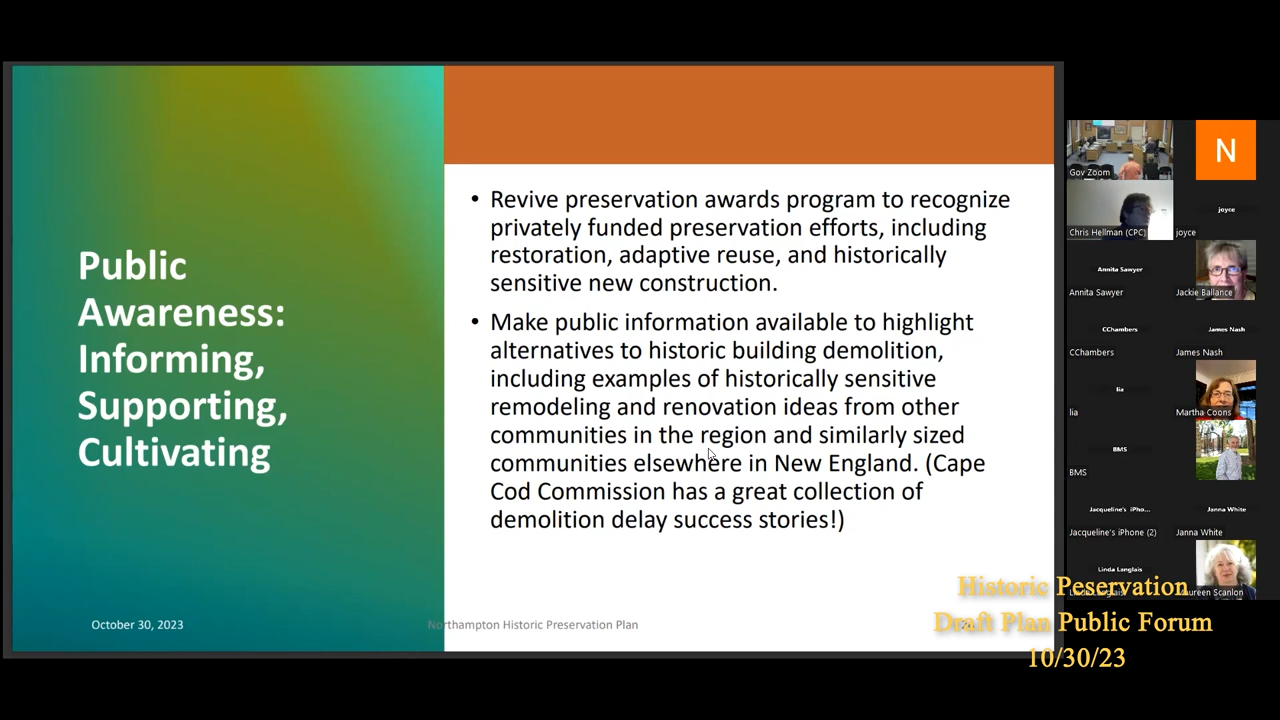 Public
Awareness:
Informing,
Supporting,
Cultivating
• Revive preservation awards program to recognize
privately funded preservation efforts, including
restoration, adaptive reuse, and historically
sensitive new construction.
• Make public information available to highlight
alternatives to historic building demolition,
including examples of historically sensitive
remodeling and renovation ideas from other
communities in the region and similarly sized
communities elsewhere in New England. (Cape
Cod Commission has a great collection of
demolition delay success stories!)
October 30, 2023
Northampton Historic Preservation Plan
Gov Zoom
N
Chris Hellman (CPC)
joyce
joyce
Annita Sawyer
Annita Sawyer
Jackie Ballance
CChambers
CChambers
James Nash
James Nash
lia
lia
Martha Coons
BMS
BMS
Jacqueline's iPho...
Jacqueline's iPhone (2)
Janna White
Janna White
Linda Langlais
Linda Langlais
Maureen Scanlon
Historic Peservation
Draft Plan Public Forum
10/30/23